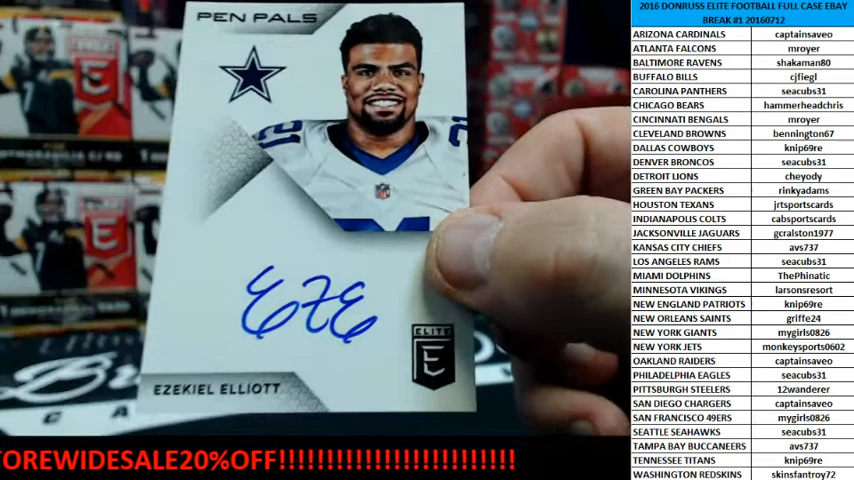 PEN PALS
21
EZE
ELITE
E
EZEKIEL ELLIOTT
TOREWIDESALE20%OFF!!!!!!!!!!!!!!!!!!!!!!!!!!
2016 DONRUSS ELITE FOOTBALL FULL CASE EBAY
BREAK #1 20160712
ARIZONA CARDINALS captainsaveo
ATLANTA FALCONS mroyer
BALTIMORE RAVENS shakaman80
BUFFALO BILLS cjfiegl
CAROLINA PANTHERS seacubs31
CHICAGO BEARS hammerheadchris
CINCINNATI BENGALS mroyer
CLEVELAND BROWNS bennington67
DALLAS COWBOYS knip69re
DENVER BRONCOS seacubs31
DETROIT LIONS cheyody
GREEN BAY PACKERS rinkyadams
HOUSTON TEXANS jrtsportscards
INDIANAPOLIS COLTS cabsportscards
JACKSONVILLE JAGUARS gcralston1977
KANSAS CITY CHIEFS avs737
LOS ANGELES RAMS seacubs31
MIAMI DOLPHINS ThePhinatic
MINNESOTA VIKINGS larsonsresort
NEW ENGLAND PATRIOTS knip69re
NEW ORLEANS SAINTS griffe24
NEW YORK GIANTS mygirls0826
NEW YORK JETS monkeysports0602
OAKLAND RAIDERS captainsaveo
PHILADELPHIA EAGLES seacubs31
PITTSBURGH STEELERS 12wanderer
SAN DIEGO CHARGERS captainsaveo
SAN FRANCISCO 49ERS mygirls0826
SEATTLE SEAHAWKS seacubs31
TAMPA BAY BUCCANEERS avs737
TENNESSEE TITANS knip69re
WASHINGTON REDSKINS skinsfantroy72